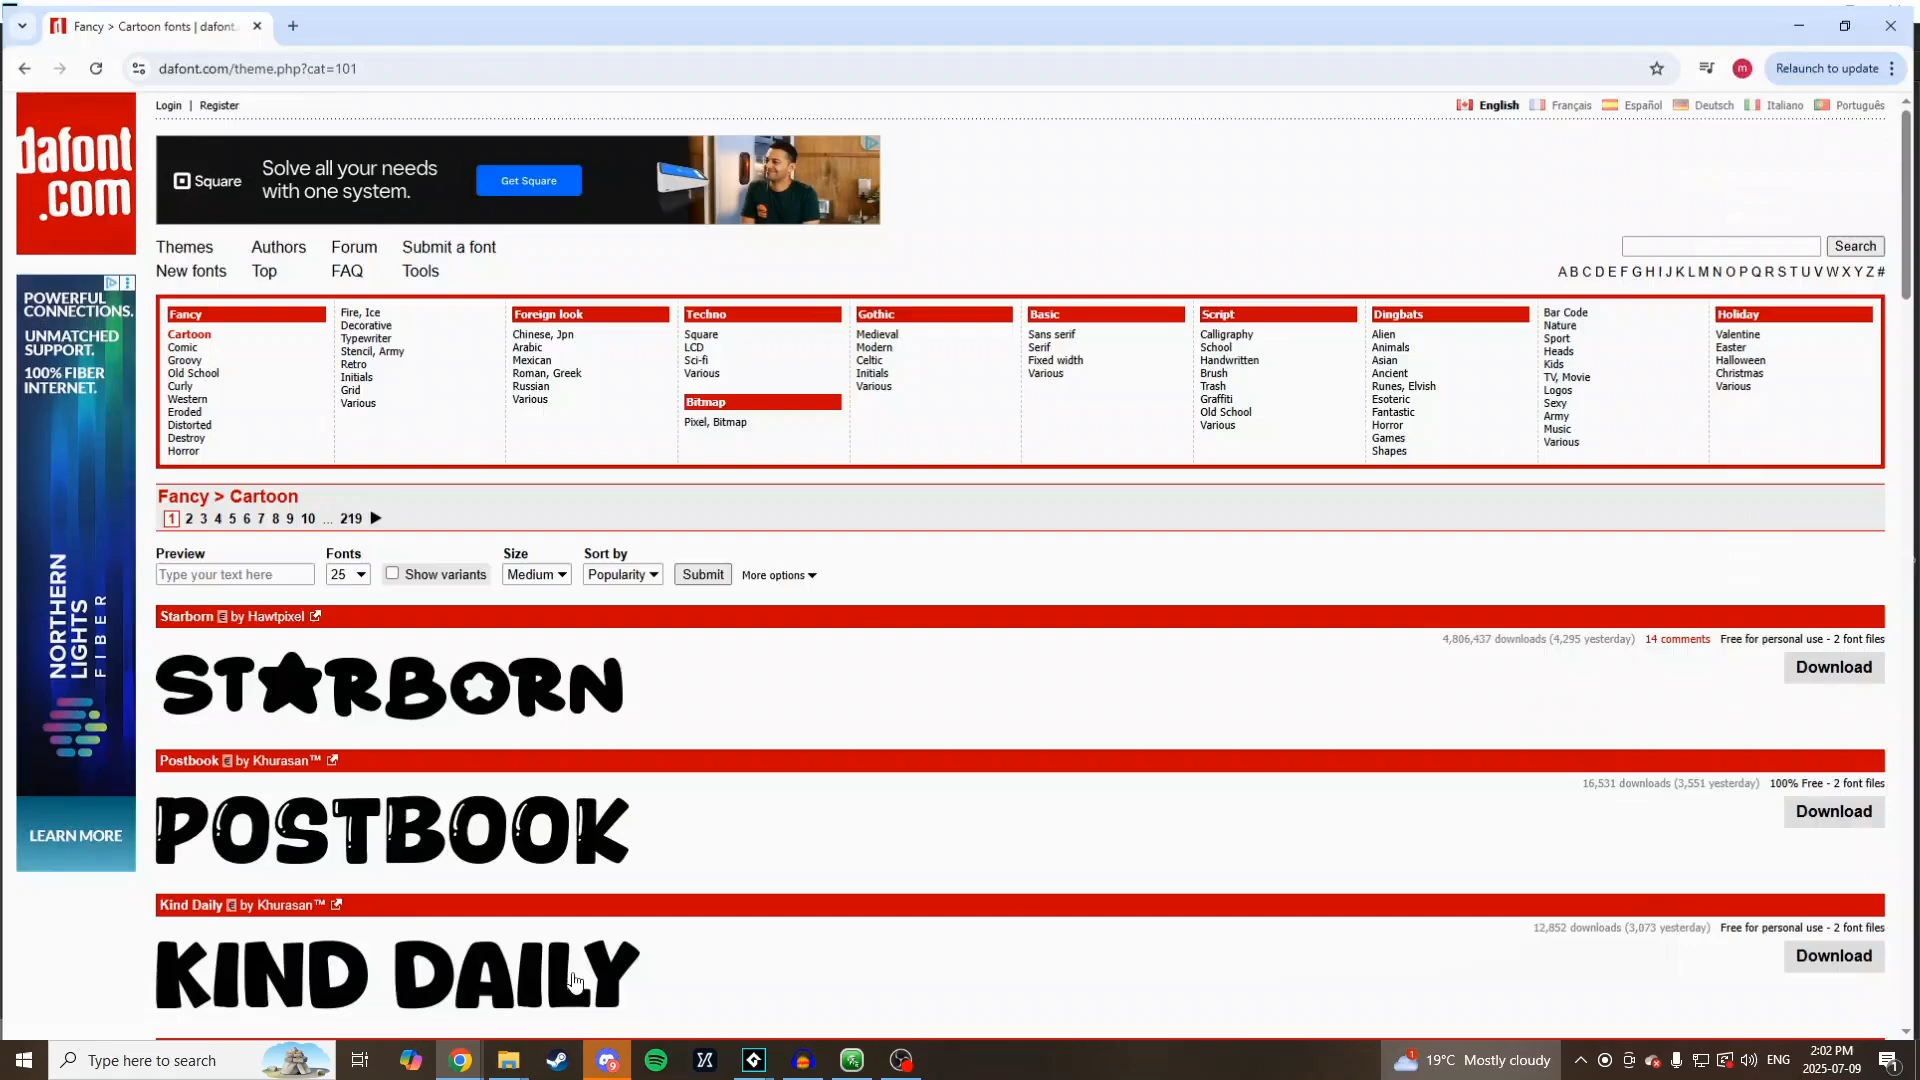 Fancy > Cartoon fonts | dafont.
dafont.com/theme.php?cat=101
m
Relaunch to update
Login | Register
English Français Español Deutsch Italiano Português
dafont
.com
Square
Solve all your needs
with one system.
Get Square
Themes Authors Forum Submit a font
New fonts Top FAQ Tools
Search
A B C D E F G H I J K L M N O P Q R S T U V W X Y Z #
POWERFUL
CONNECTIONS.
UNMATCHED
SUPPORT.
100% FIBER
INTERNET.
NORTHERN
LIGHTS
FIBER
LEARN MORE
Fancy
Cartoon
Comic
Groovy
Old School
Curly
Western
Eroded
Distorted
Destroy
Horror
Fire, Ice
Decorative
Typewriter
Stencil, Army
Retro
Initials
Grid
Various
Foreign look
Chinese, Jpn
Arabic
Mexican
Roman, Greek
Russian
Various
Techno
Square
LCD
Sci-fi
Various
Bitmap
Pixel, Bitmap
Gothic
Medieval
Modern
Celtic
Initials
Various
Basic
Sans serif
Serif
Fixed width
Various
Script
Calligraphy
School
Handwritten
Brush
Trash
Graffiti
Old School
Various
Dingbats
Alien
Animals
Asian
Ancient
Runes, Elvish
Esoteric
Fantastic
Horror
Games
Shapes
Bar Code
Nature
Sport
Heads
Kids
TV, Movie
Logos
Sexy
Army
Music
Various
Holiday
Valentine
Easter
Halloween
Christmas
Various
Fancy > Cartoon
1 2 3 4 5 6 7 8 9 10 ... 219
Preview Fonts Size Sort by
Type your text here 25 Show variants Medium Popularity Submit More options
Starborn € by Hawtpixel
4,806,437 downloads (4,295 yesterday) 14 comments Free for personal use - 2 font files
STARBORN
Download
Postbook € by Khurasan™
16,531 downloads (3,551 yesterday) 100% Free - 2 font files
POSTBOOK
Download
Kind Daily € by Khurasan™
12,852 downloads (3,073 yesterday) Free for personal use - 2 font files
KIND DAILY
Download
Type here to search
9
1
19°C Mostly cloudy
ENG
2:02 PM
2025-07-09
1